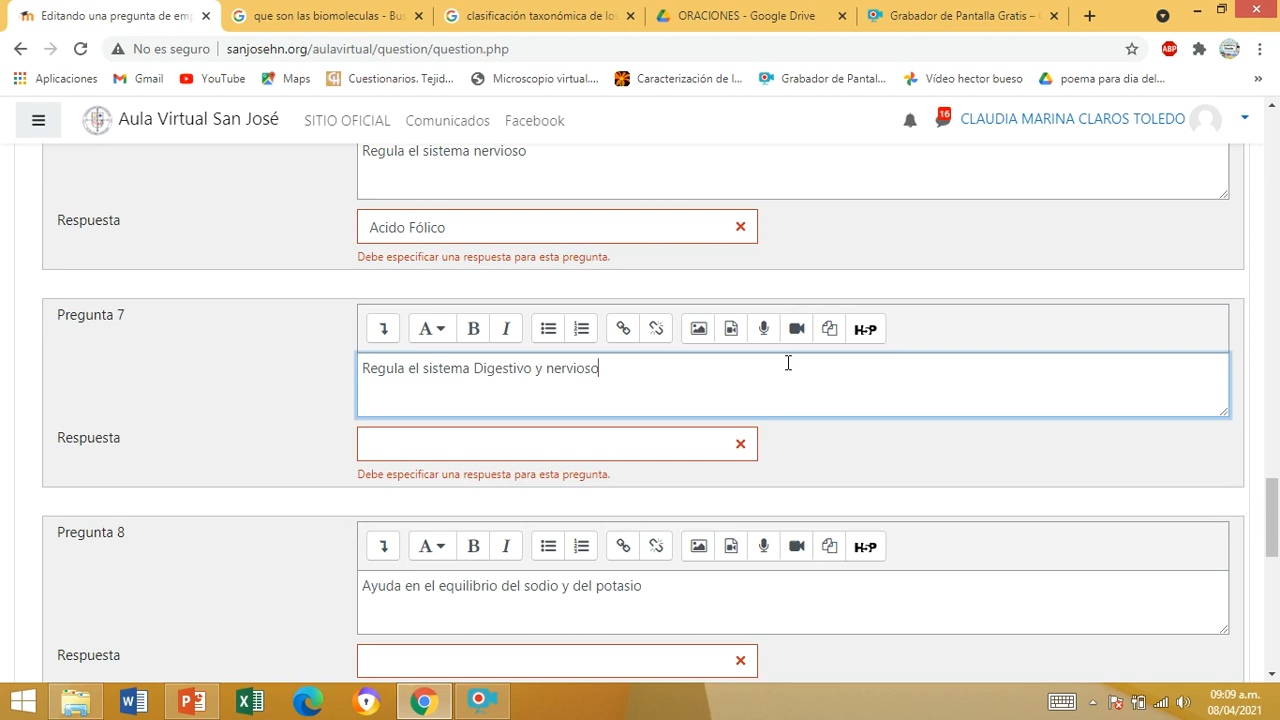 Editando una pregunta de emp
que son las biomoleculas - Bus
clasificación taxonómica de los
ORACIONES - Google Drive
Grabador de Pantalla Gratis –
No es seguro
sanjosehn.org/aulavirtual/question/question.php
ABP
Aplicaciones
Gmail
YouTube
Maps
Cuestionarios. Tejid...
Microscopio virtual....
Caracterización de l...
Grabador de Pantal...
Vídeo hector bueso
poema para dia del...
»
Aula Virtual San José
SITIO OFICIAL
Comunicados
Facebook
16
CLAUDIA MARINA CLAROS TOLEDO
Regula el sistema nervioso
Respuesta
Acido Fólico
Debe especificar una respuesta para esta pregunta.
Pregunta 7
A B I
H5P
Regula el sistema Digestivo y nervioso
Respuesta
Debe especificar una respuesta para esta pregunta.
Pregunta 8
A B I
H5P
Ayuda en el equilibrio del sodio y del potasio
Respuesta
09:09 a.m.
08/04/2021